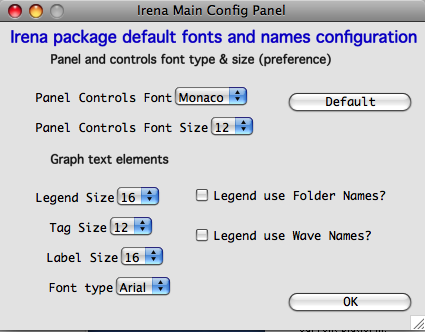 Irena Main Config Panel
Irena package default fonts and names configuration
Panel and controls font type & size (preference)
Panel Controls Font Monaco
Default
Panel Controls Font Size 12
Graph text elements
Legend Size 16
Legend use Folder Names?
Tag Size 12
Legend use Wave Names?
Label Size 16
Font type Arial
OK